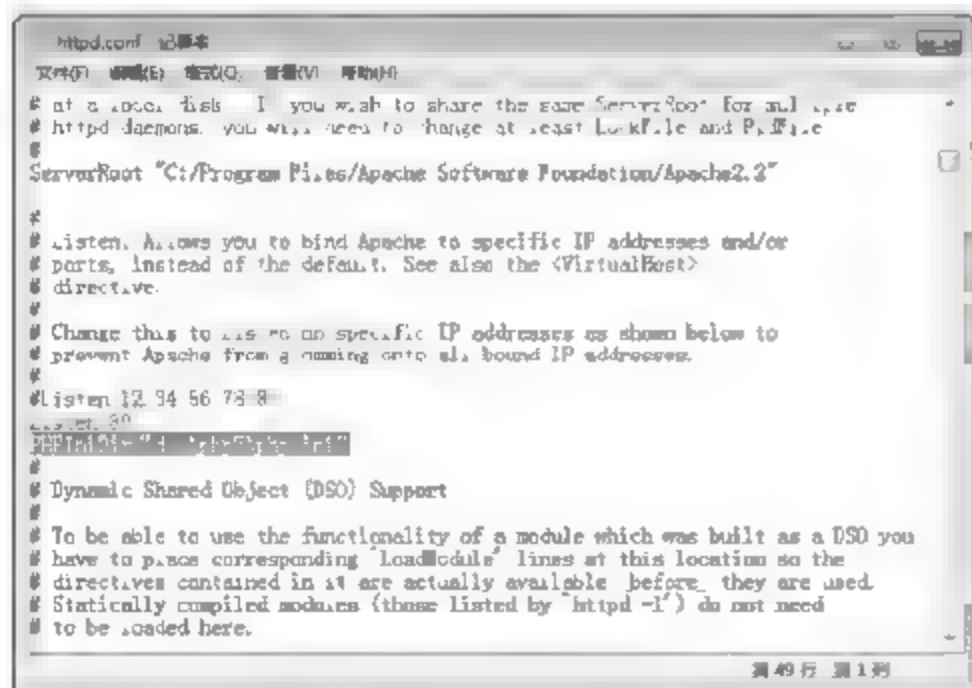 httpd.conf 记事本
文件(F) 编辑(E) 格式(O) 查看(V) 帮助(H)
# at a local disk. If you wish to share the same ServerRoot for multiple
# httpd daemons, you will need to change at least LockFile and PidFile
#
ServerRoot "C:/Program Files/Apache Software Foundation/Apache2.2"
#
# Listen: Allows you to bind Apache to specific IP addresses and/or
# ports, instead of the default. See also the <VirtualHost>
# directive.
#
# Change this to Listen on specific IP addresses as shown below to
# prevent Apache from glomming onto all bound IP addresses.
#
#Listen 12.34.56.78:80
Listen 80
PHPIniDir
#
# Dynamic Shared Object (DSO) Support
#
# To be able to use the functionality of a module which was built as a DSO you
# have to place corresponding `LoadModule' lines at this location so the
# directives contained in it are actually available _before_ they are used.
# Statically compiled modules (those listed by `httpd -l') do not need
# to be loaded here.
第 49 行 第 1 列